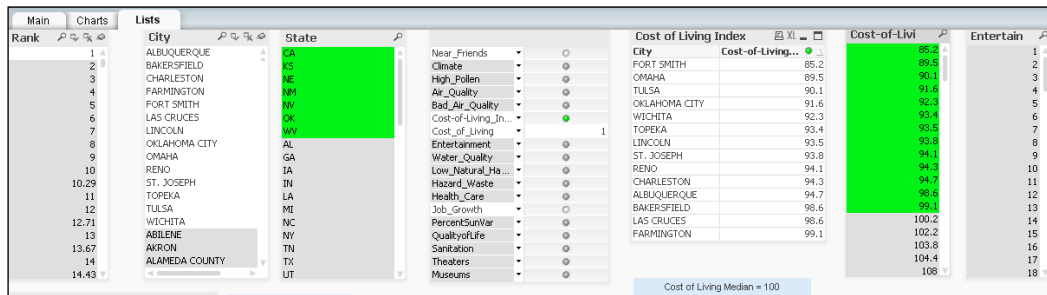 Main Charts Lists
Rank
1
2
3
4
5
6
7
8
9
10
10.29
11
12
12.71
13
13.67
14
14.43
City
ALBUQUERQUE
BAKERSFIELD
CHARLESTON
FARMINGTON
FORT SMITH
LAS CRUCES
LINCOLN
OKLAHOMA CITY
OMAHA
RENO
ST. JOSEPH
TOPEKA
TULSA
WICHITA
ABILENE
AKRON
ALAMEDA COUNTY
State
CA
KS
NE
NM
NV
OK
WV
AL
GA
IA
IN
LA
MI
NC
NY
TN
TX
UT
Near_Friends
Climate
High_Pollen
Air_Quality
Bad_Air_Quality
Cost-of-Living_In...
Cost_of_Living 1
Entertainment
Water_Quality
Low_Natural_Ha...
Hazard_Waste
Health_Care
Job_Growth
PercentSunVar
QualityofLife
Sanitation
Theaters
Museums
Cost of Living Index XL
City Cost-of-Living...
FORT SMITH 85.2
OMAHA 89.5
TULSA 90.1
OKLAHOMA CITY 91.6
WICHITA 92.3
TOPEKA 93.4
LINCOLN 93.5
ST. JOSEPH 93.8
RENO 94.1
CHARLESTON 94.3
ALBUQUERQUE 94.7
BAKERSFIELD 98.6
LAS CRUCES 98.6
FARMINGTON 99.1
Cost of Living Median = 100
Cost-of-Livi
85.2
89.5
90.1
91.6
92.3
93.4
93.5
93.8
94.1
94.3
94.7
98.6
99.1
100.2
102.2
103.8
104.4
108
Entertain
1
2
3
4
5
6
7
8
9
10
11
12
13
14
15
16
17
18